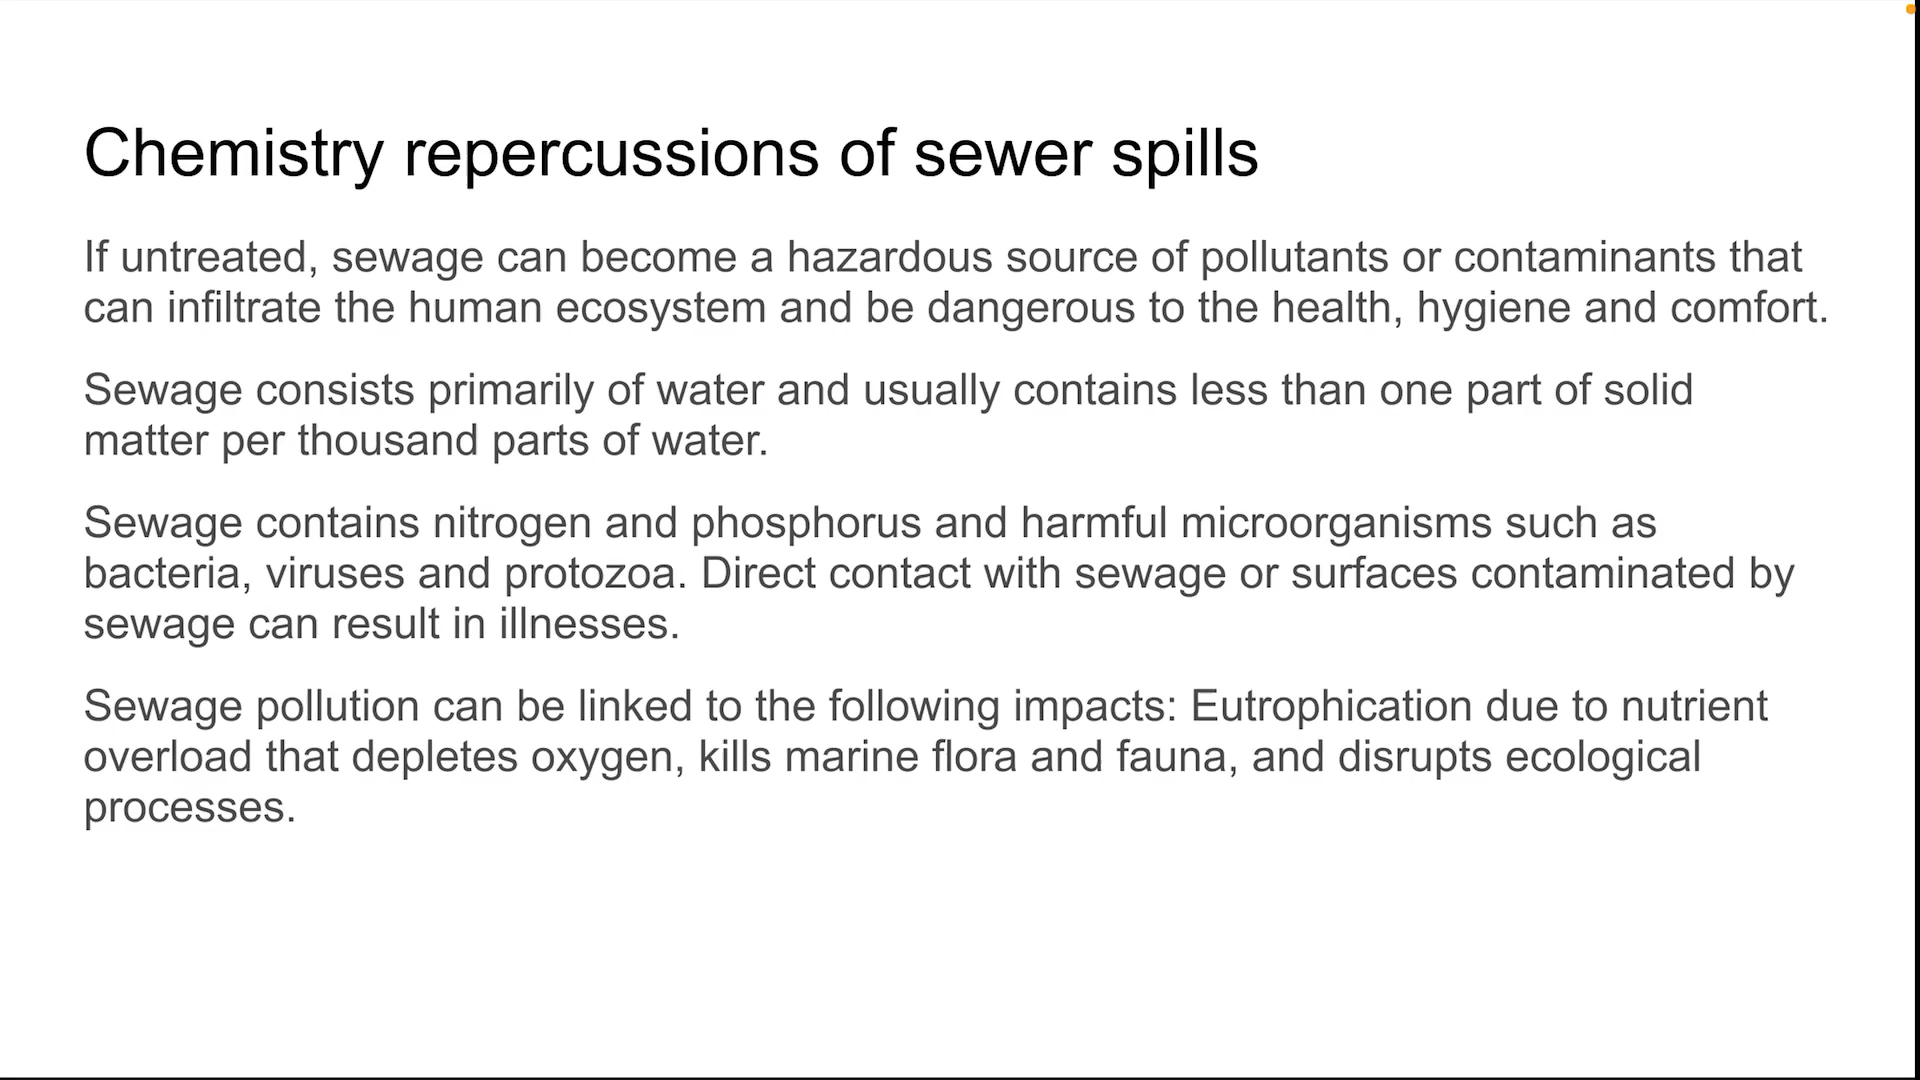 Chemistry repercussions of sewer spills
If untreated, sewage can become a hazardous source of pollutants or contaminants that
can infiltrate the human ecosystem and be dangerous to the health, hygiene and comfort.
Sewage consists primarily of water and usually contains less than one part of solid
matter per thousand parts of water.
Sewage contains nitrogen and phosphorus and harmful microorganisms such as
bacteria, viruses and protozoa. Direct contact with sewage or surfaces contaminated by
sewage can result in illnesses.
Sewage pollution can be linked to the following impacts: Eutrophication due to nutrient
overload that depletes oxygen, kills marine flora and fauna, and disrupts ecological
processes.